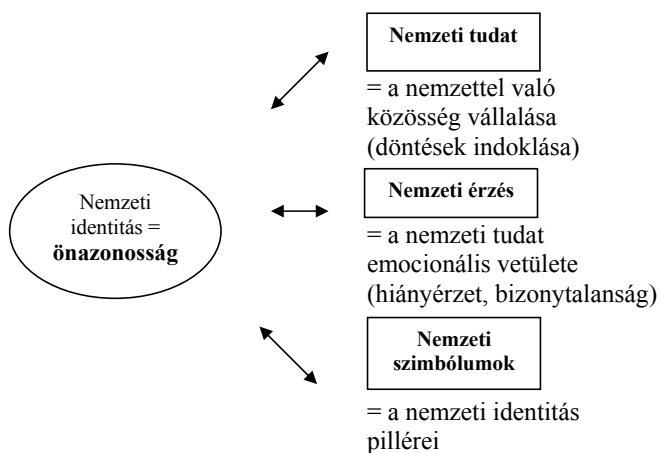 Nemzeti tudat
= a nemzettel való
közösség vállalása
(döntések indoklása)
Nemzeti
identitás =
önazonosság
Nemzeti érzés
= a nemzeti tudat
emocionális vetülete
(hiányérzet, bizonytalanság)
Nemzeti
szimbólumok
= a nemzeti identitás
pillérei